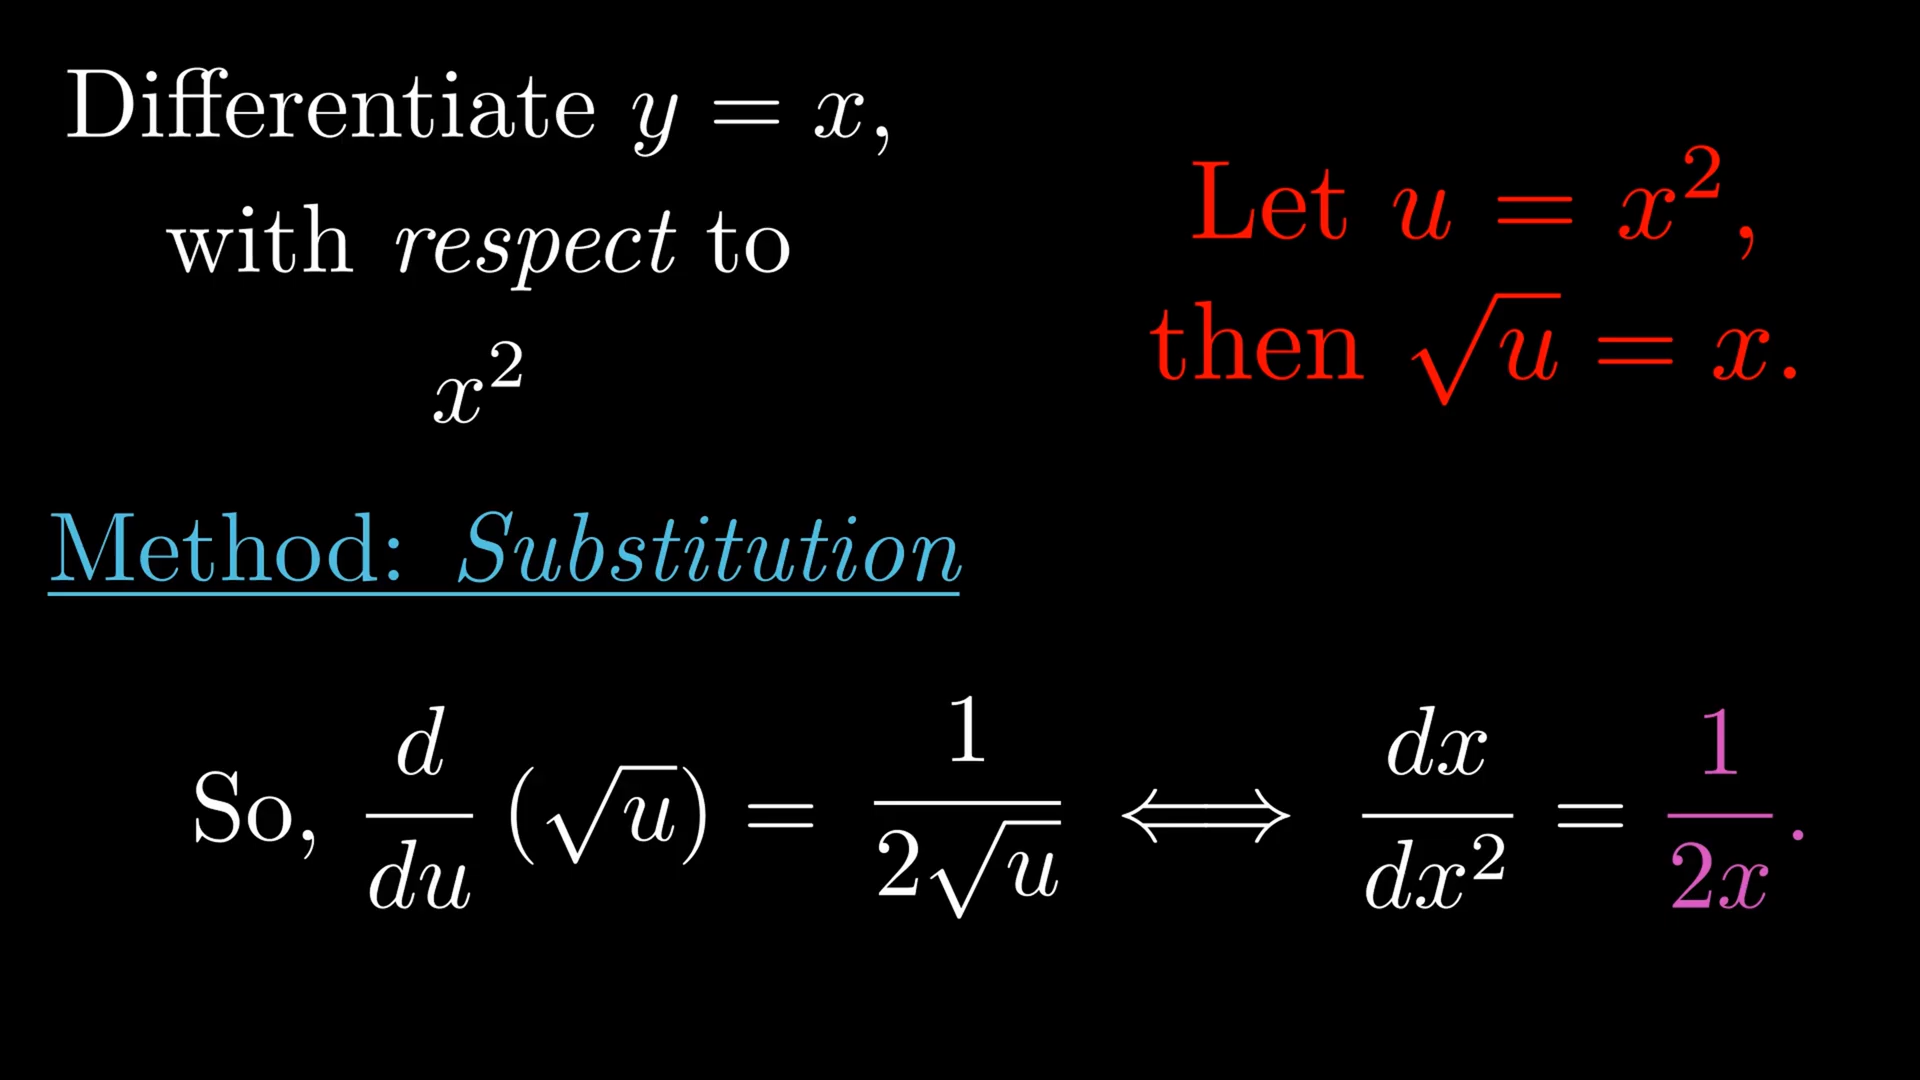 Differentiate y = x,
with respect to
x²
Let u = x²,
then √u = x.
Method: Substitution
So, d/du (√u) = 1/(2√u) ⟺ dx/dx² = 1/2x.